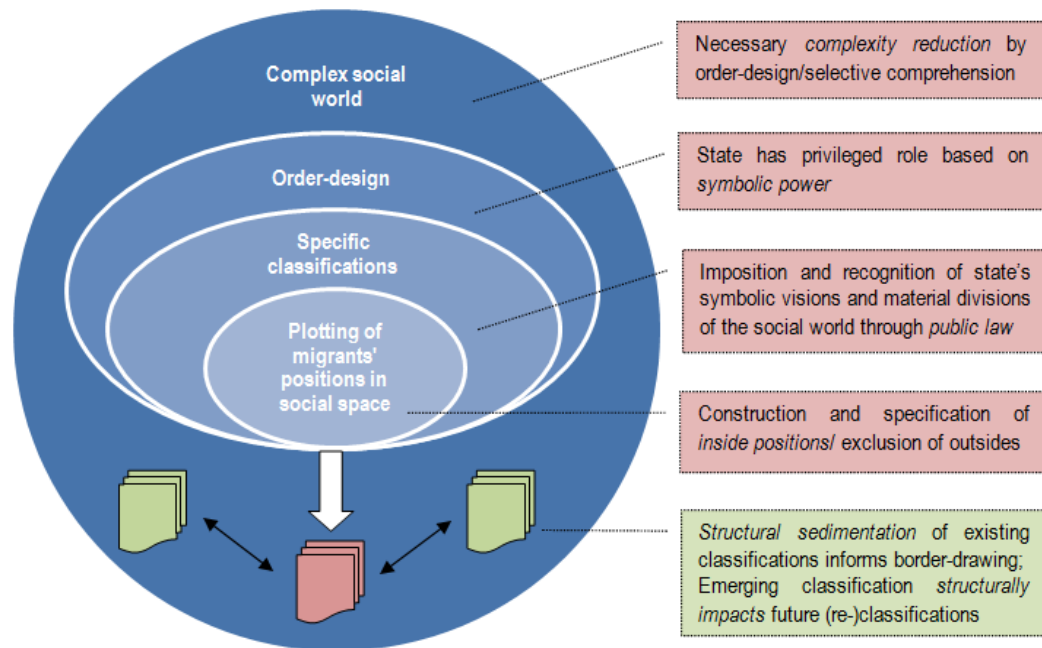 Complex social
world
Order-design
Specific
classifications
Plotting of
migrants'
positions in
social space
Necessary complexity reduction by
order-design/selective comprehension
State has privileged role based on
symbolic power
Imposition and recognition of state's
symbolic visions and material divisions
of the social world through public law
Construction and specification of
inside positions/ exclusion of outsides
Structural sedimentation of existing
classifications informs border-drawing;
Emerging classification structurally
impacts future (re-)classifications